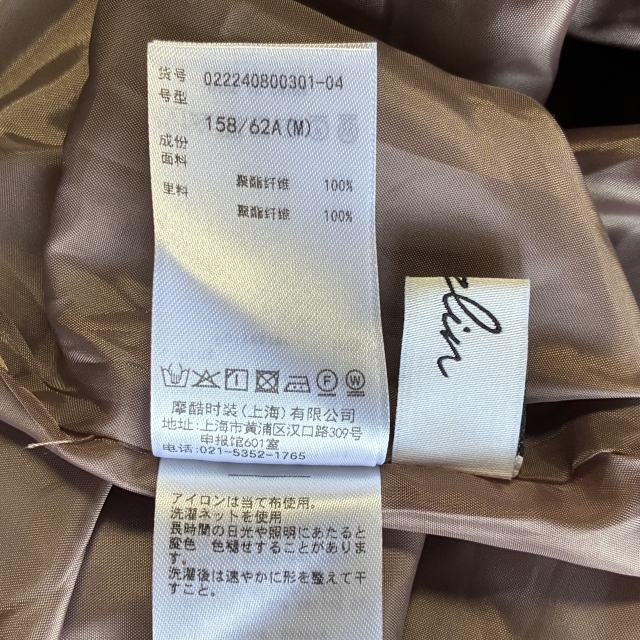 货号 022240800301-04
号型 158/62A(M)
成份
面料 聚酯纤维 100%
里料 聚酯纤维 100%
摩酷时装(上海)有限公司
地址:上海市黄浦区汉口路309号
申报馆601室
电话:021-5352-1765
アイロンは当て布使用。
洗濯ネットを使用
長時間の日光や照明にあたると
変色 色褪せすることがありま
す。
洗濯後は速やかに形を整えて干
すこと。
lin